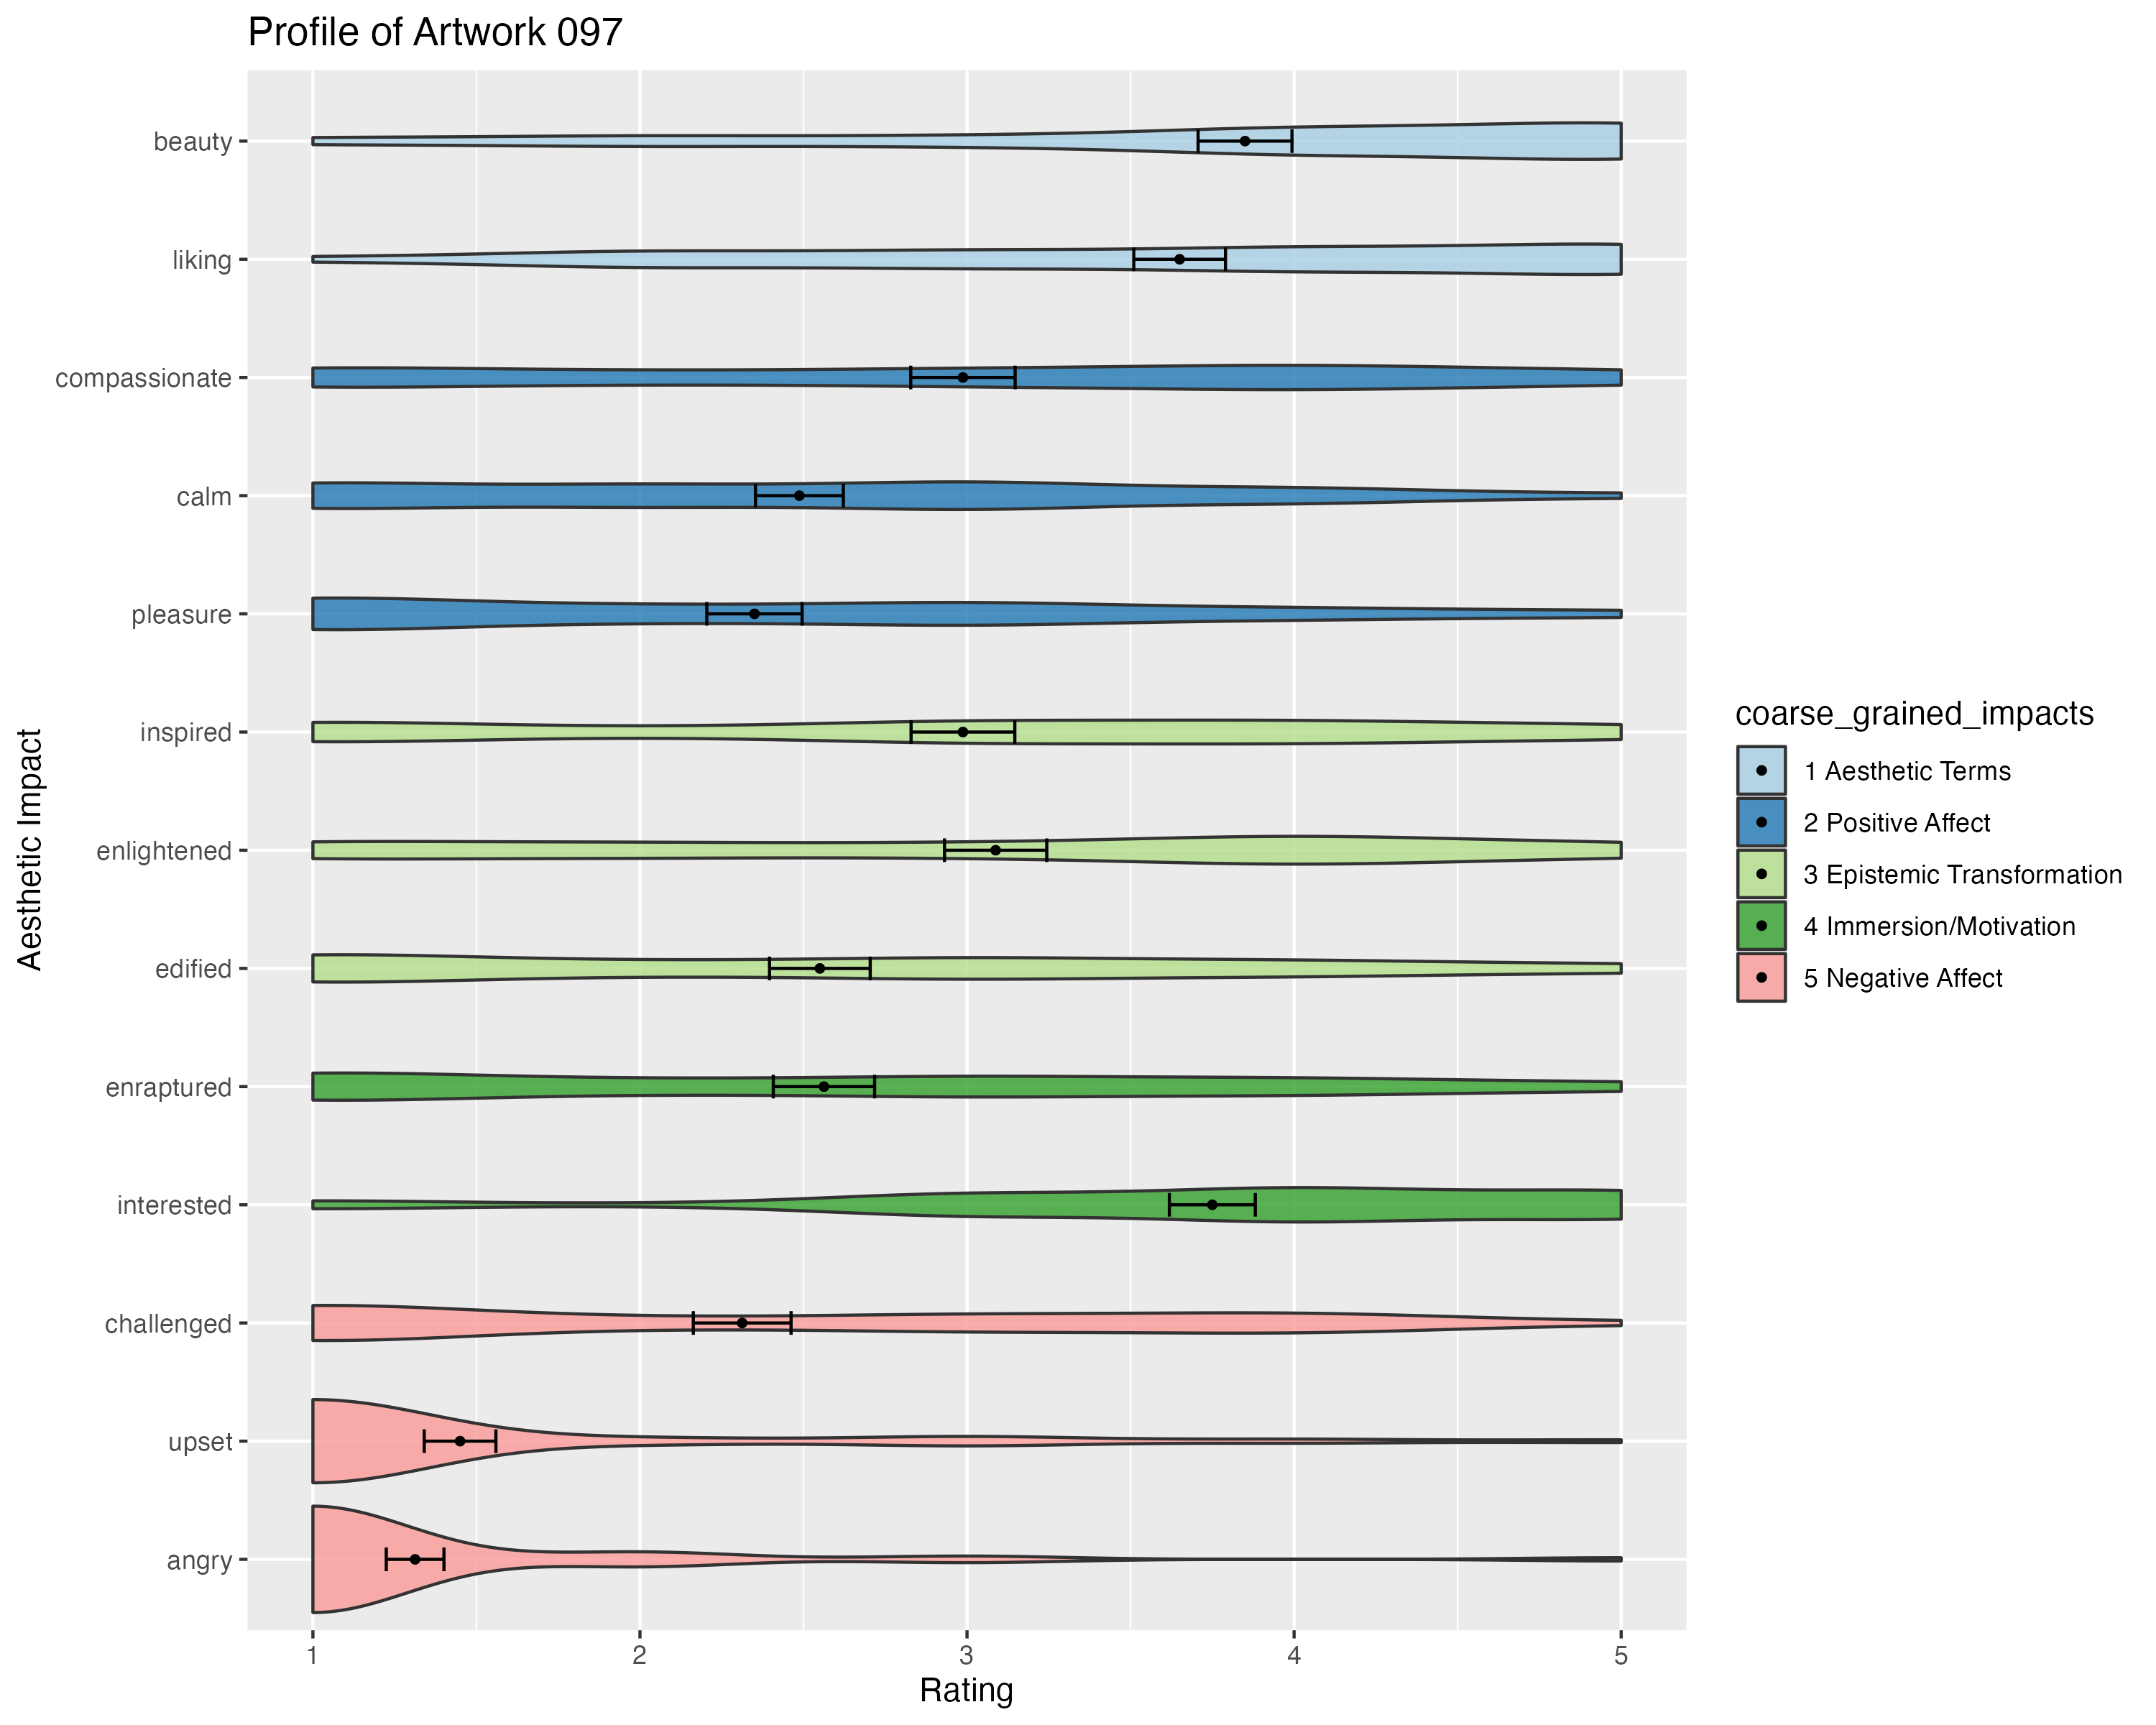 Profile of Artwork 097
beauty
liking
compassionate
calm
pleasure
inspired
enlightened
edified
enraptured
interested
challenged
upset
angry
Aesthetic Impact
1 2 3 4 5
Rating
coarse_grained_impacts
1 Aesthetic Terms
2 Positive Affect
3 Epistemic Transformation
4 Immersion/Motivation
5 Negative Affect